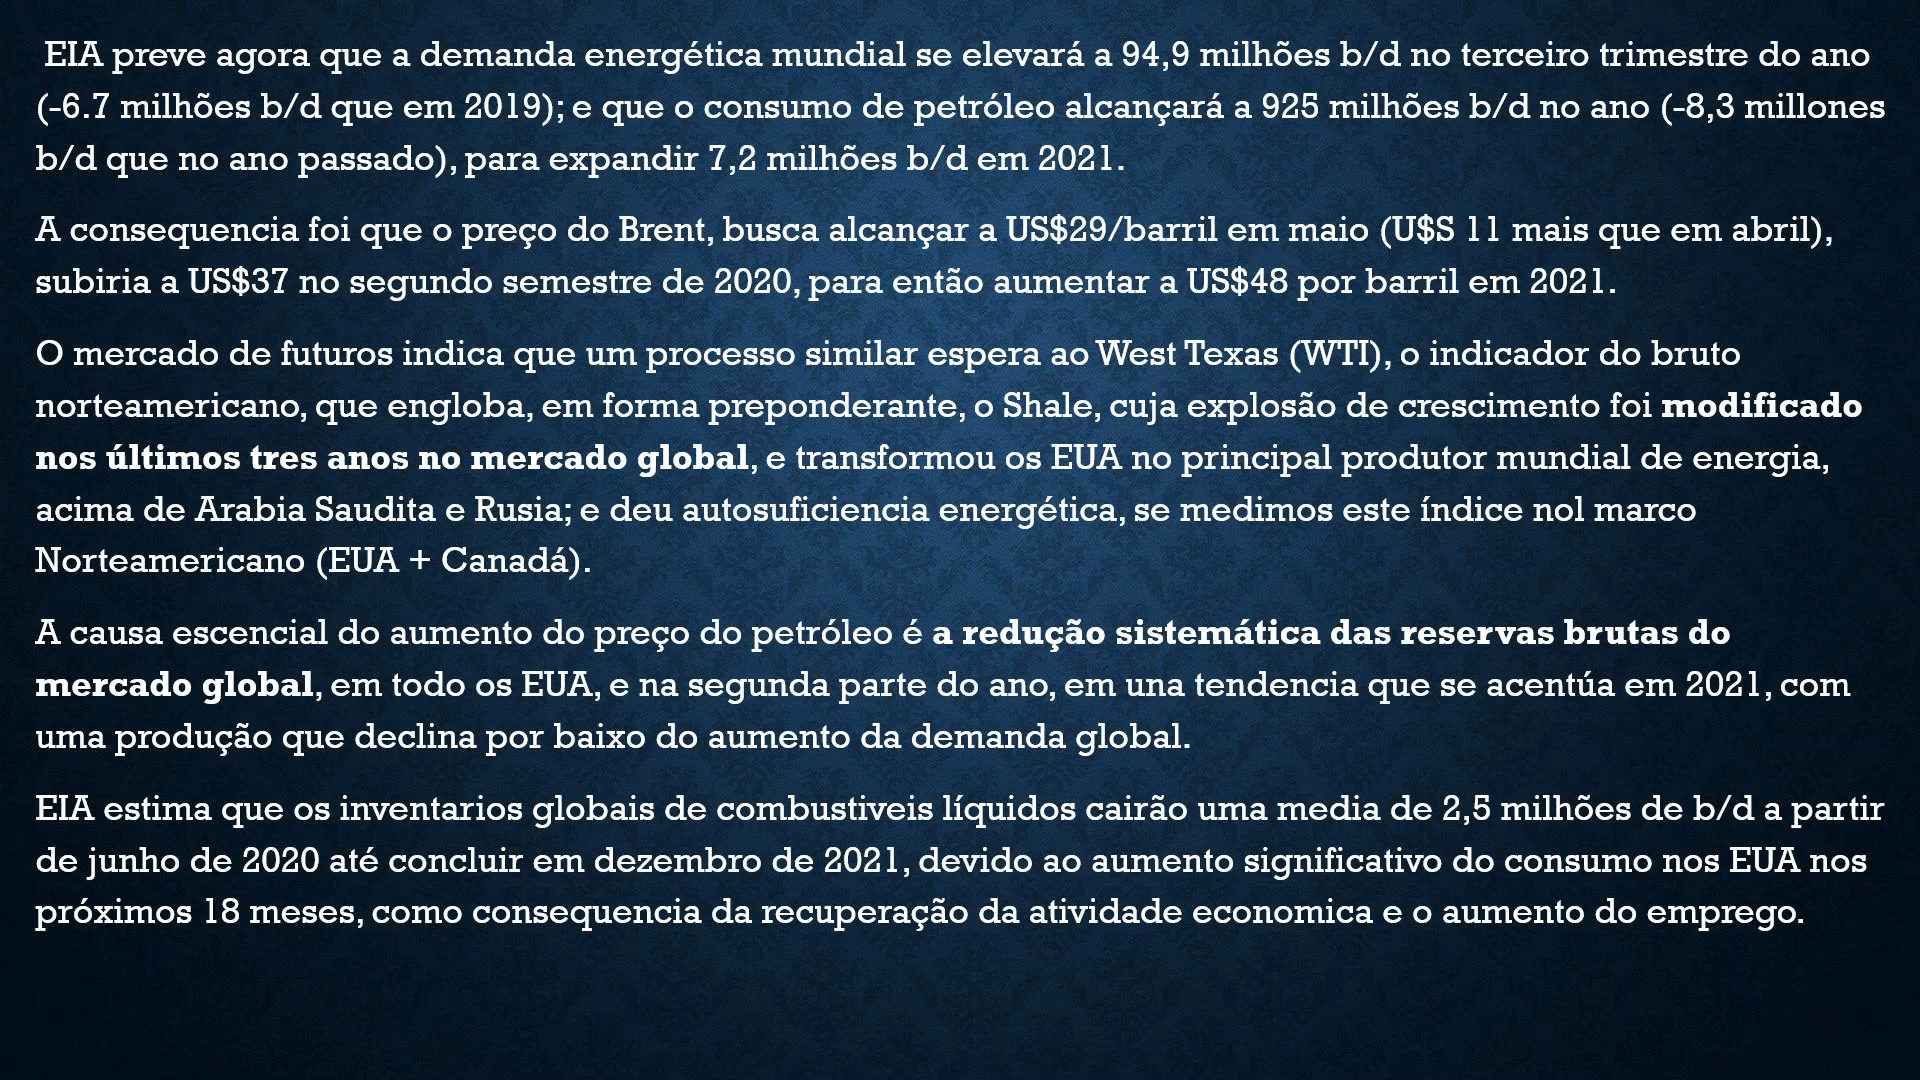 EIA preve agora que a demanda energética mundial se elevará a 94,9 milhões b/d no terceiro trimestre do ano
(-6.7 milhões b/d que em 2019); e que o consumo de petróleo alcançará a 925 milhões b/d no ano (-8,3 millones
b/d que no ano passado), para expandir 7,2 milhões b/d em 2021.
A consequencia foi que o preço do Brent, busca alcançar a US$29/barril em maio (U$S 11 mais que em abril),
subiria a US$37 no segundo semestre de 2020, para então aumentar a US$48 por barril em 2021.
O mercado de futuros indica que um processo similar espera ao West Texas (WTI), o indicador do bruto
norteamericano, que engloba, em forma preponderante, o Shale, cuja explosão de crescimento foi modificado
nos últimos tres anos no mercado global, e transformou os EUA no principal produtor mundial de energia,
acima de Arabia Saudita e Rusia; e deu autosuficiencia energética, se medimos este índice nol marco
Norteamericano (EUA + Canadá).
A causa escencial do aumento do preço do petróleo é a redução sistemática das reservas brutas do
mercado global, em todo os EUA, e na segunda parte do ano, em una tendencia que se acentúa em 2021, com
uma produção que declina por baixo do aumento da demanda global.
EIA estima que os inventarios globais de combustiveis líquidos cairão uma media de 2,5 milhões de b/d a partir
de junho de 2020 até concluir em dezembro de 2021, devido ao aumento significativo do consumo nos EUA nos
próximos 18 meses, como consequencia da recuperação da atividade economica e o aumento do emprego.